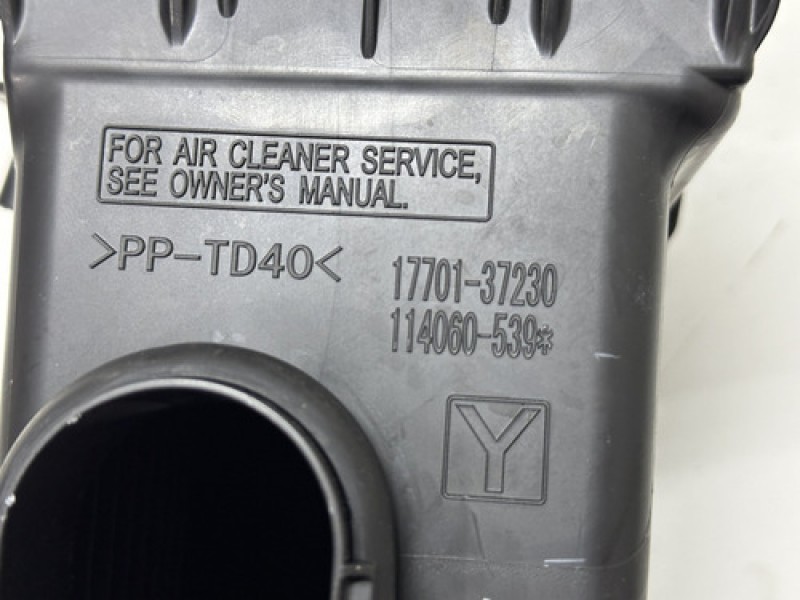 FOR AIR CLEANER SERVICE,
SEE OWNER'S MANUAL.
>PP-TD40<
17701-37230
114060-539*
Y